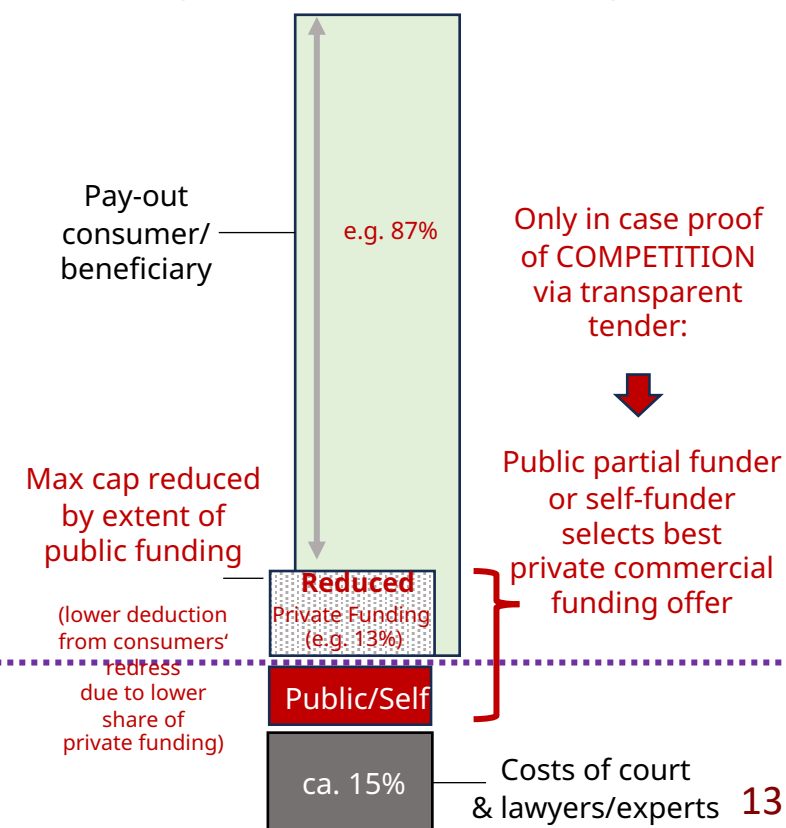 Pay-out
consumer/
beneficiary
e.g. 87%
Only in case proof
of COMPETITION
via transparent
tender:
Max cap reduced
by extent of
public funding
(lower deduction
from consumers‘
redress
due to lower
share of
private funding)
Reduced
Private Funding
(e.g. 13%)
Public partial funder
or self-funder
selects best
private commercial
funding offer
Public/Self
ca. 15%
Costs of court
& lawyers/experts
13